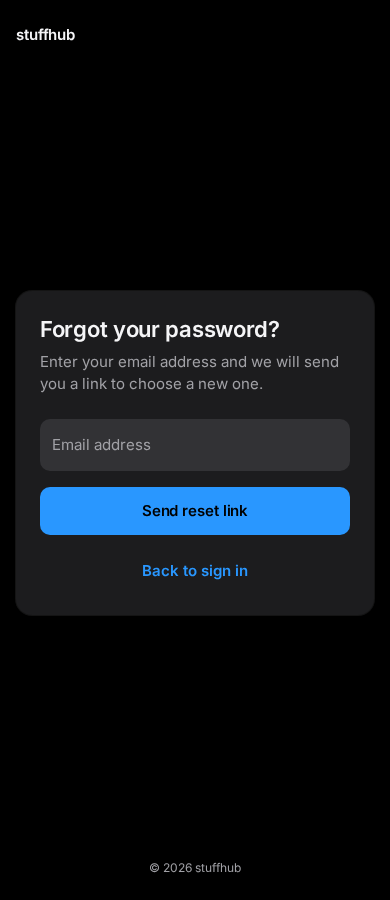 stuffhub
Forgot your password?
Enter your email address and we will send
you a link to choose a new one.
Email address
Send reset link
Back to sign in
© 2026 stuffhub